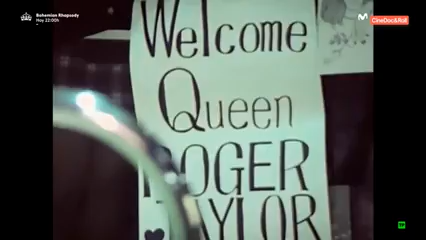 Bohemian Rhapsody
Hoy 22:00h
CineDoc&Roll
Welcome
Queen
ROGER
TAYLOR